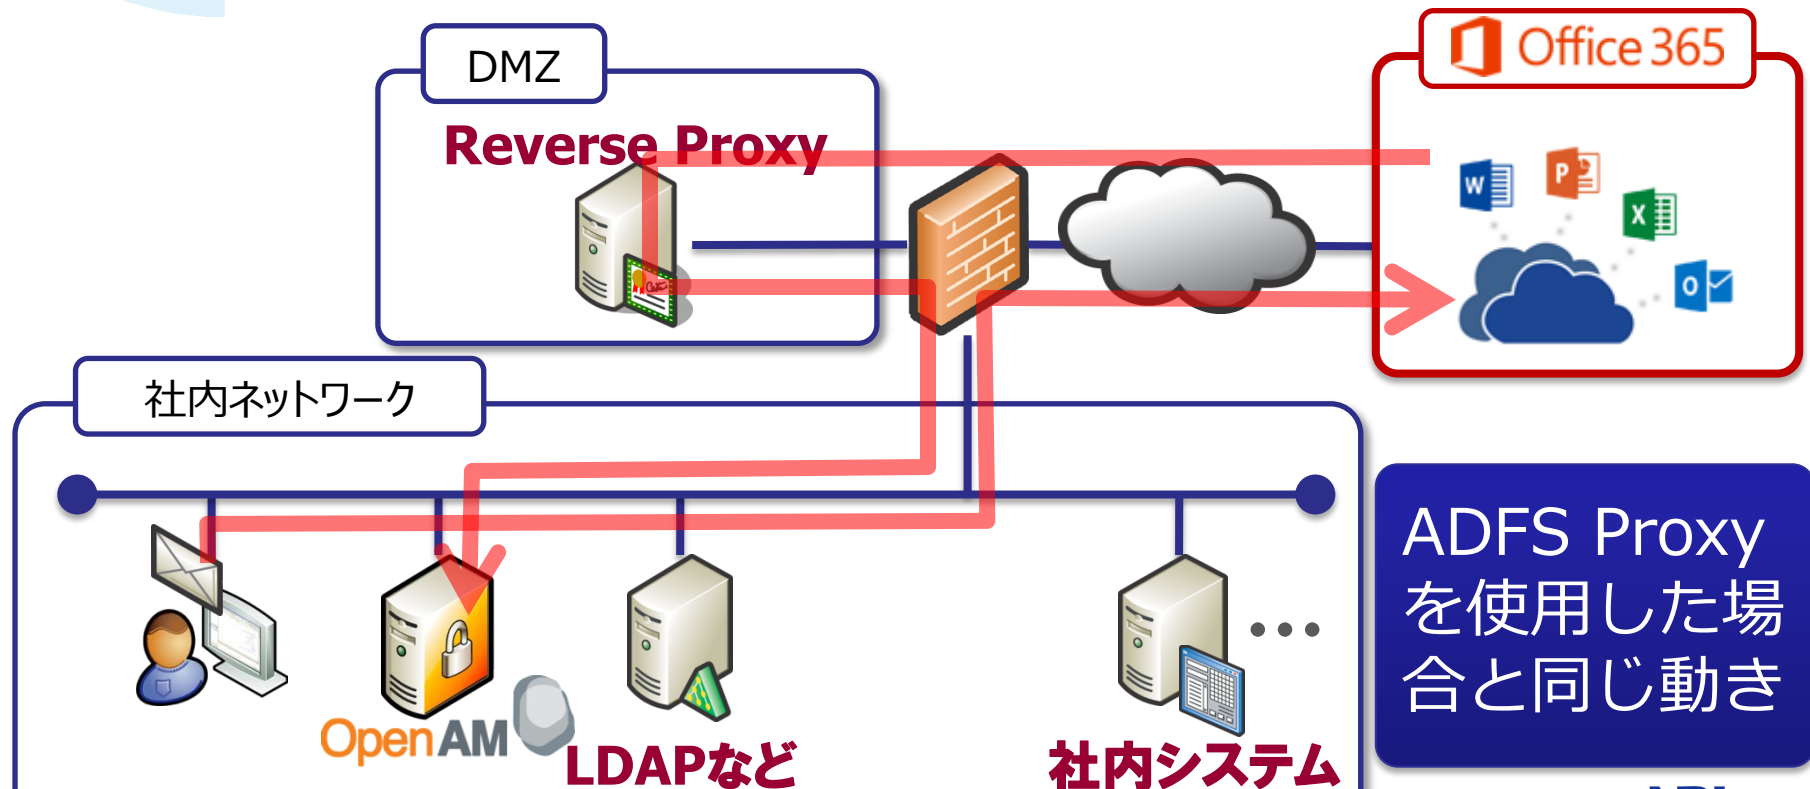 DMZ
Office 365
Reverse Proxy
W
P
X
O
社内ネットワーク
ADFS Proxy
を使用した場
合と同じ動き
OpenAM
LDAPなど
社内システム